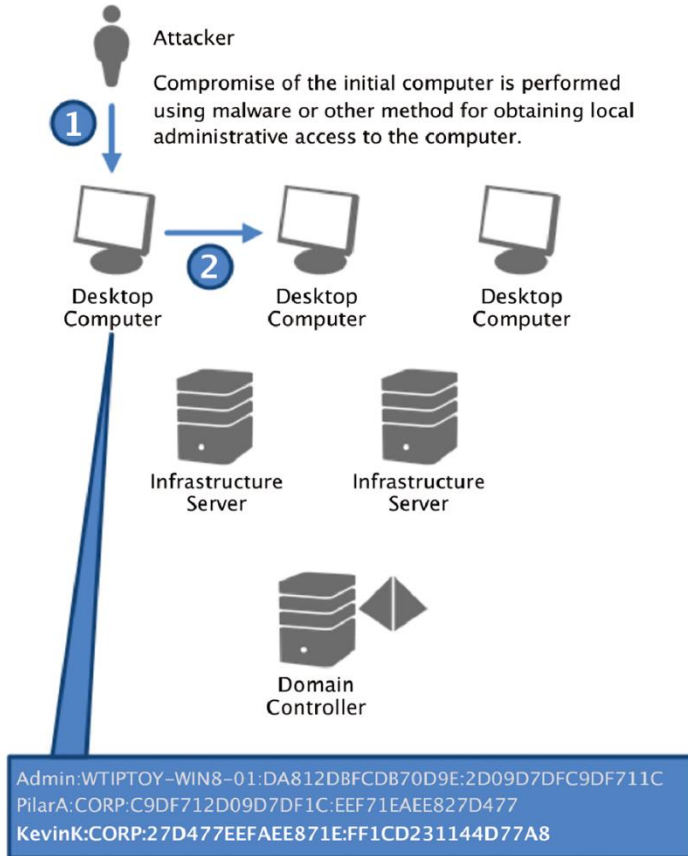 Attacker
Compromise of the initial computer is performed
using malware or other method for obtaining local
administrative access to the computer.
1
2
Desktop
Computer
Desktop
Computer
Desktop
Computer
Infrastructure
Server
Infrastructure
Server
Domain
Controller
Admin:WTIPTOY-WIN8-01:DA812DBFCDB70D9E:2D09D7DFC9DF711C
PilarA:CORP:C9DF712D09D7DF1C:EEF71EAEE827D477
KevinK:CORP:27D477EEFAEE871E:FF1CD231144D77A8